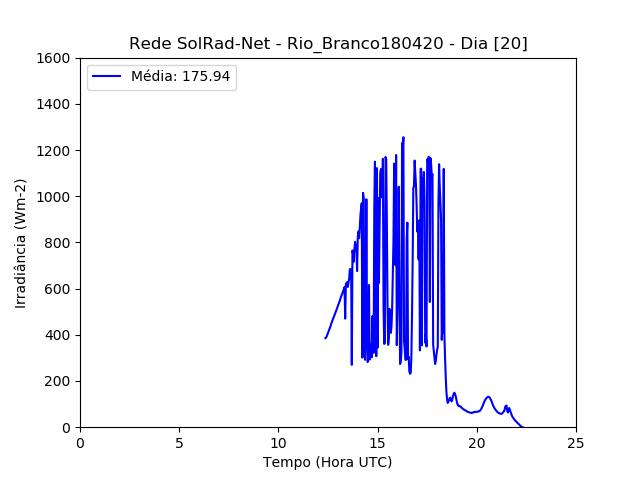 Rede SolRad-Net - Rio_Branco180420 - Dia [20]
Média: 175.94
Irradiância (Wm-2)
1600
1400
1200
1000
800
600
400
200
0
0 5 10 15 20 25
Tempo (Hora UTC)